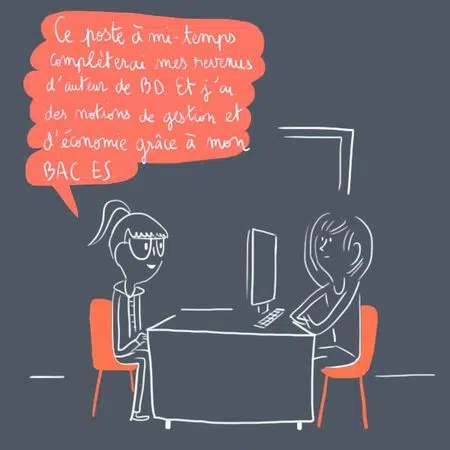 Ce poste à mi-temps
complèterai mes revenus
d'auteur de BD. Et j'ai
des notions de gestion et
d'économie grâce à mon
BAC ES